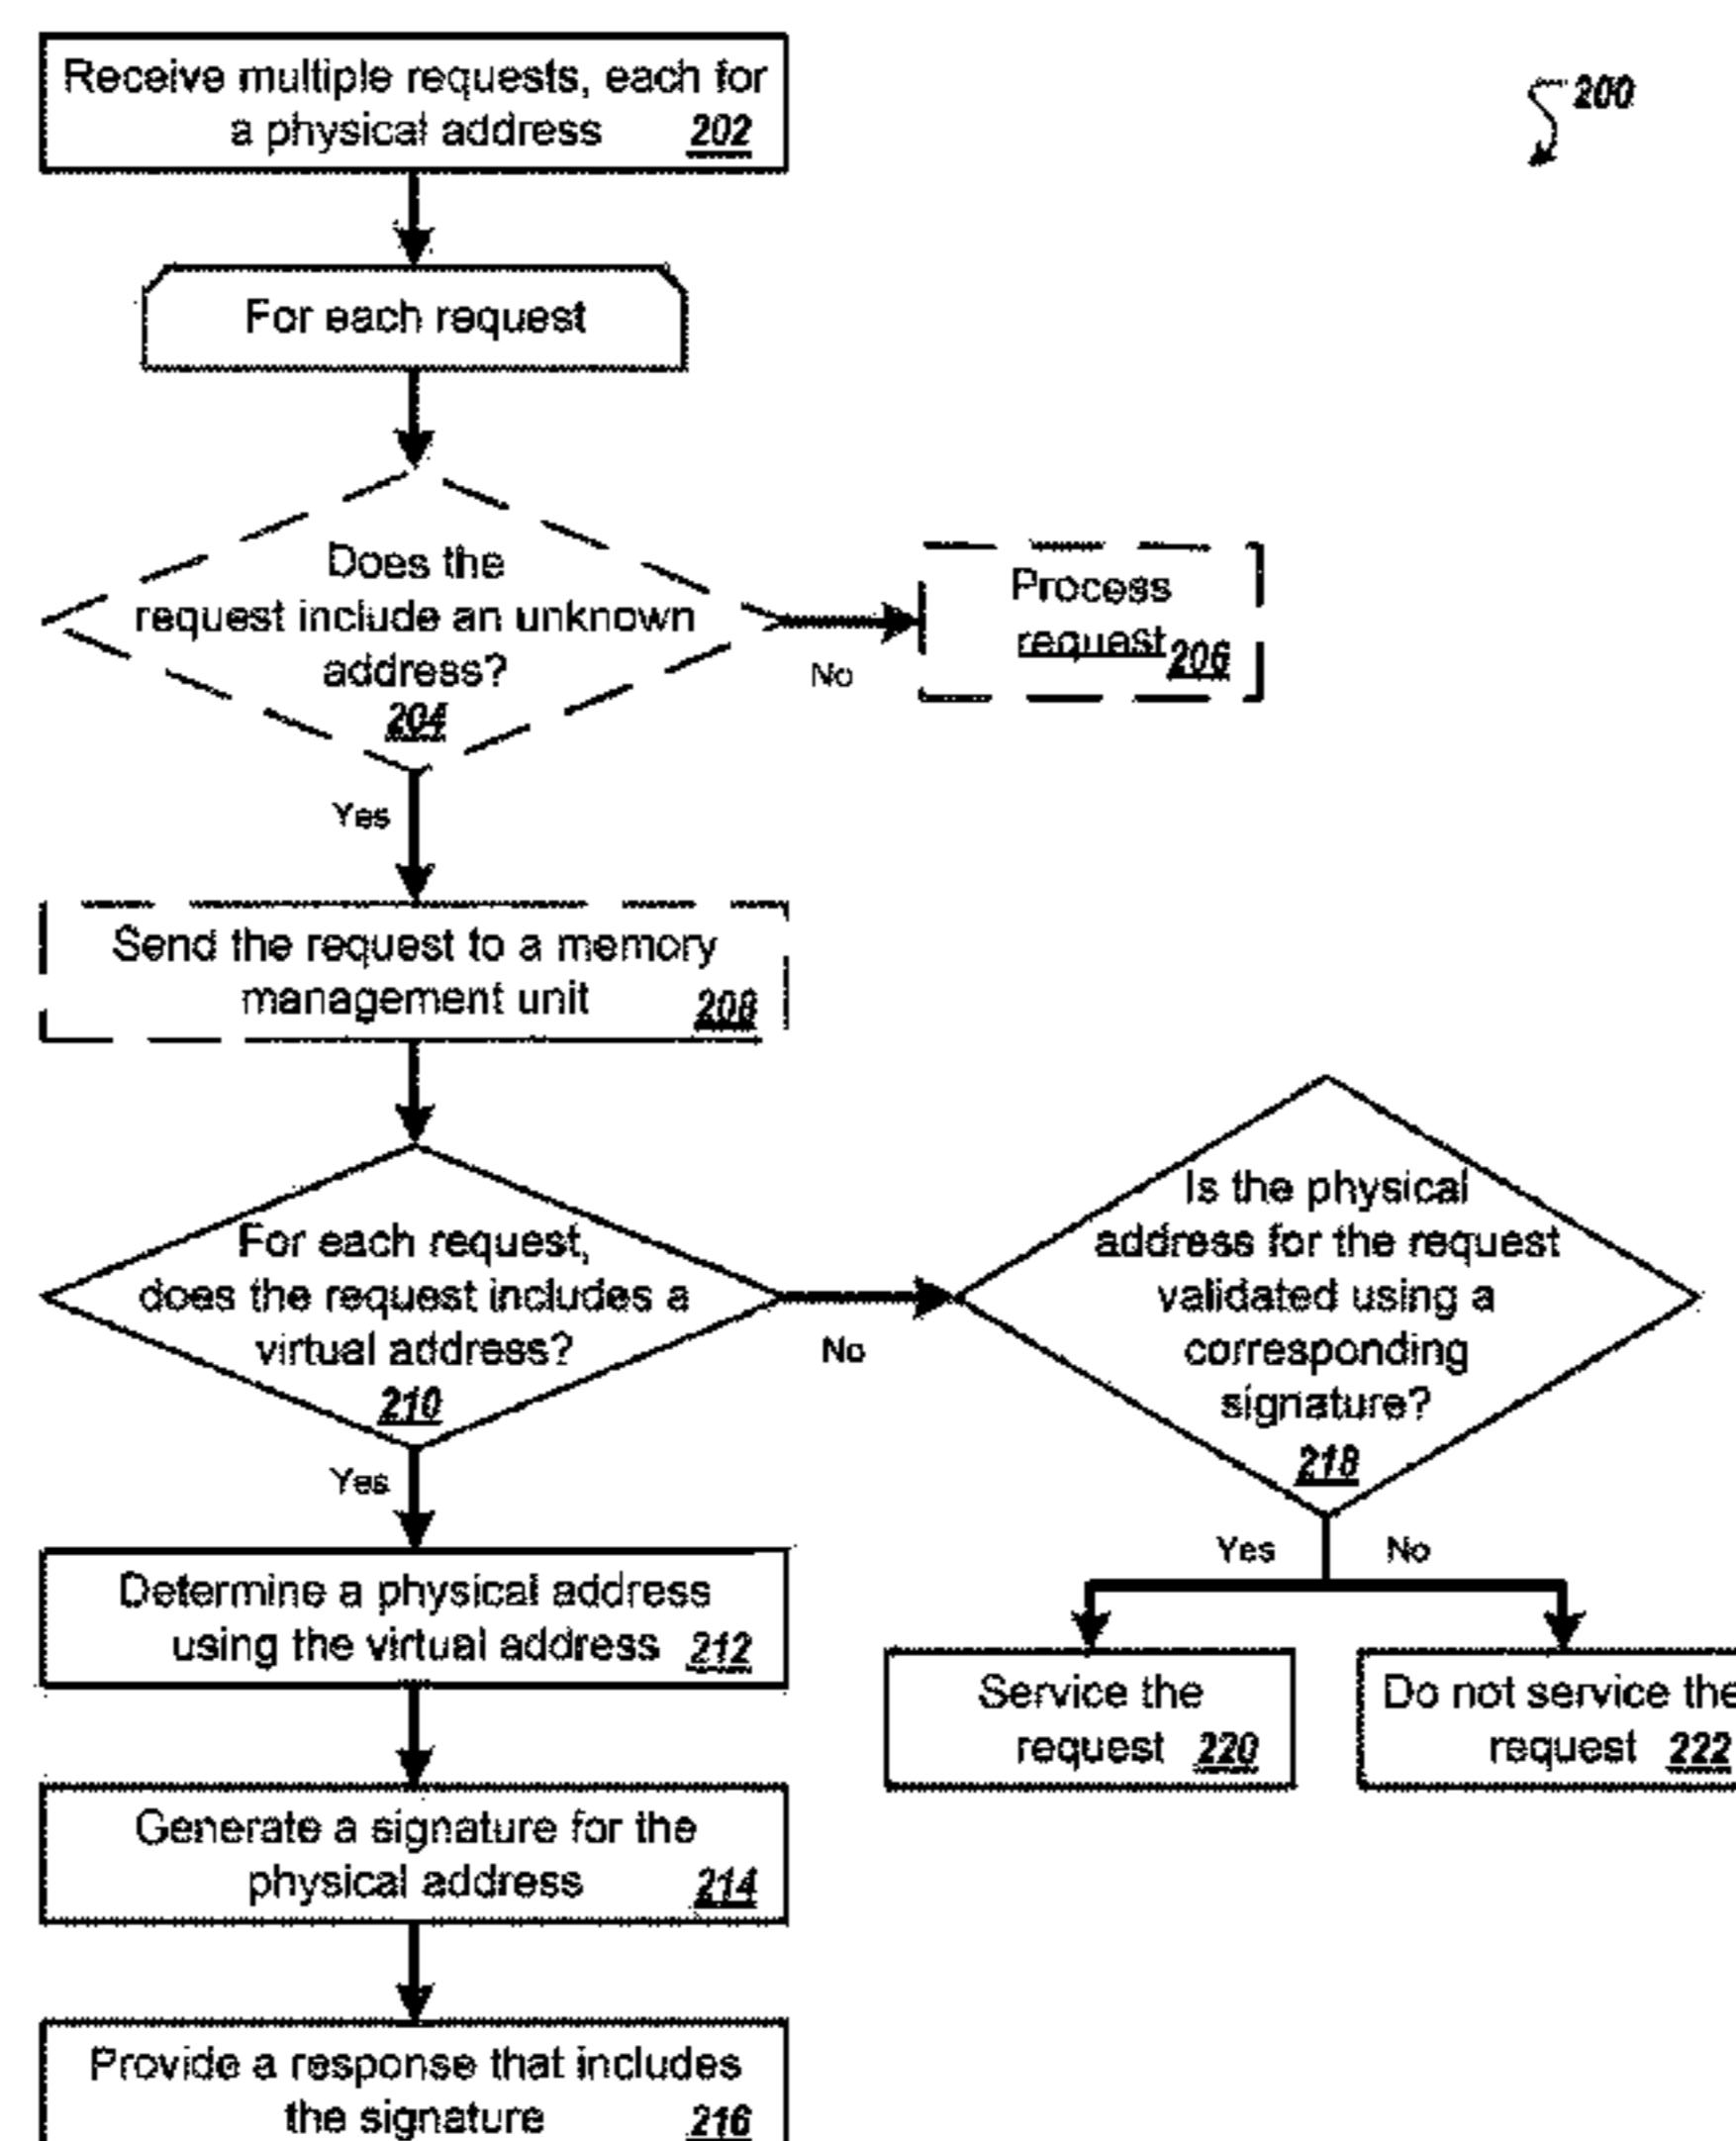 Receive multiple requests, each for
a physical address 202
200
For each request
Does the
request include an unknown
address?
204
No
Process
request 206
Yes
Send the request to a memory
management unit 208
For each request,
does the request includes a
virtual address?
210
No
Is the physical
address for the request
validated using a
corresponding
signature?
218
Yes
Yes No
Determine a physical address
using the virtual address 212
Service the
request 220
Do not service the
request 222
Generate a signature for the
physical address 214
Provide a response that includes
the signature 216